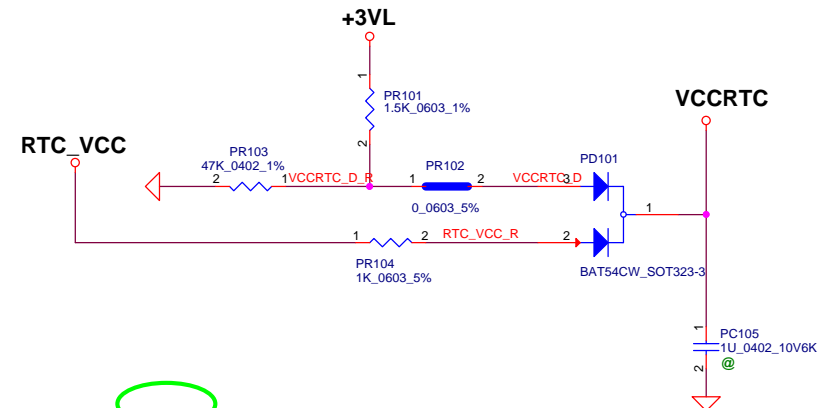 +3VL
VCCRTC
RTC_VCC
1
PR101
1.5K_0603_1%
2
PR103
47K_0402_1%
2
1
VCCRTC_D_R
PR102
1
2
0_0603_5%
VCCRTC_D
3
PD101
1
1
2
RTC_VCC_R
2
PR104
1K_0603_5%
BAT54CW_SOT323-3
1
PC105
1U_0402_10V6K
2
@